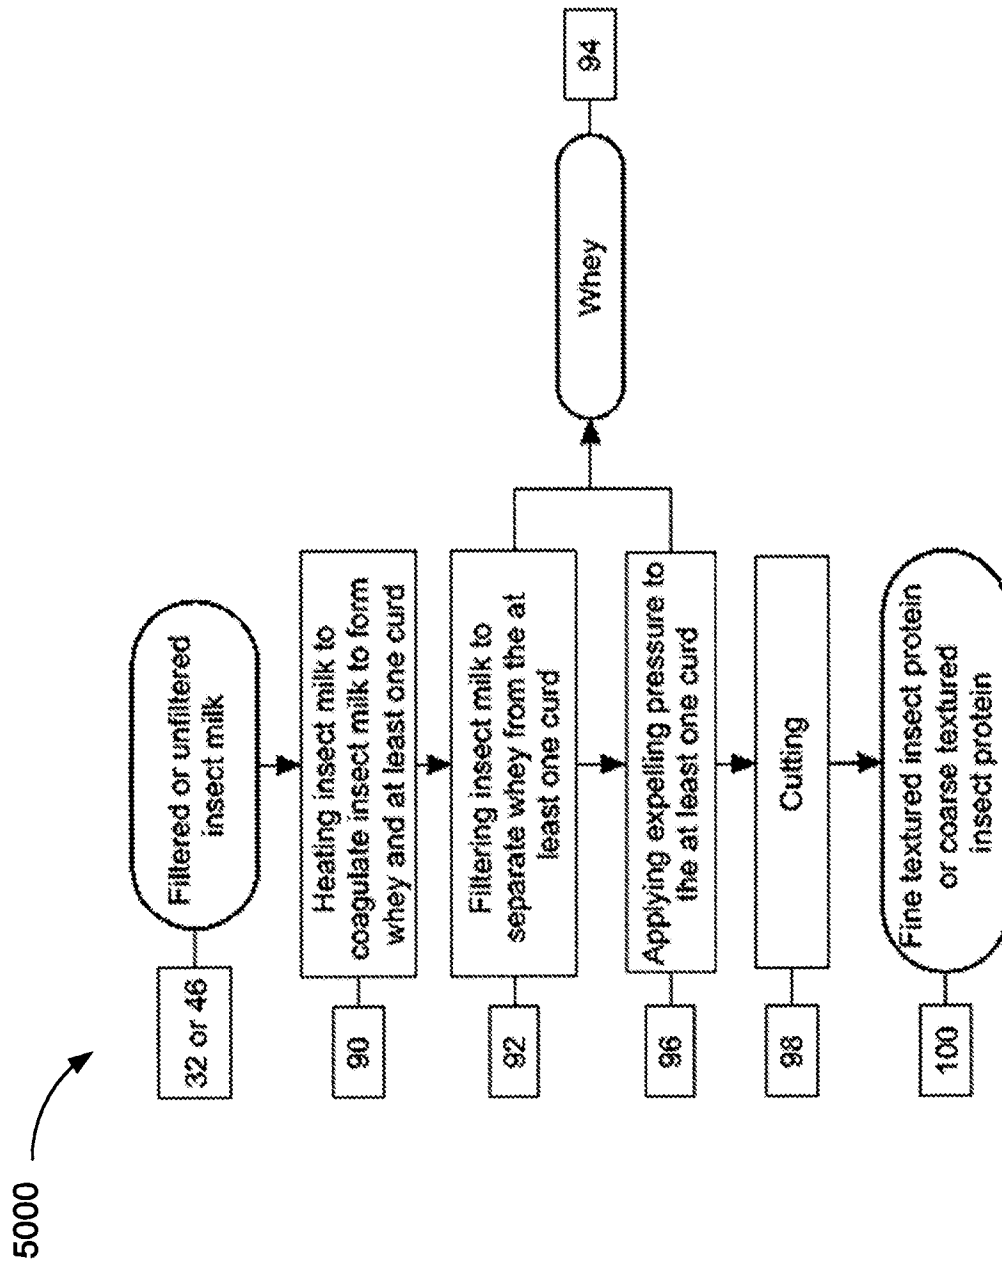 5000
32 or 46
Filtered or unfiltered
insect milk
90
Heating insect milk to
coagulate insect milk to form
whey and at least one curd
92
Filtering insect milk to
separate whey from the at
least one curd
Whey
94
96
Applying expelling pressure to
the at least one curd
98
Cutting
100
Fine textured insect protein
or coarse textured
insect protein